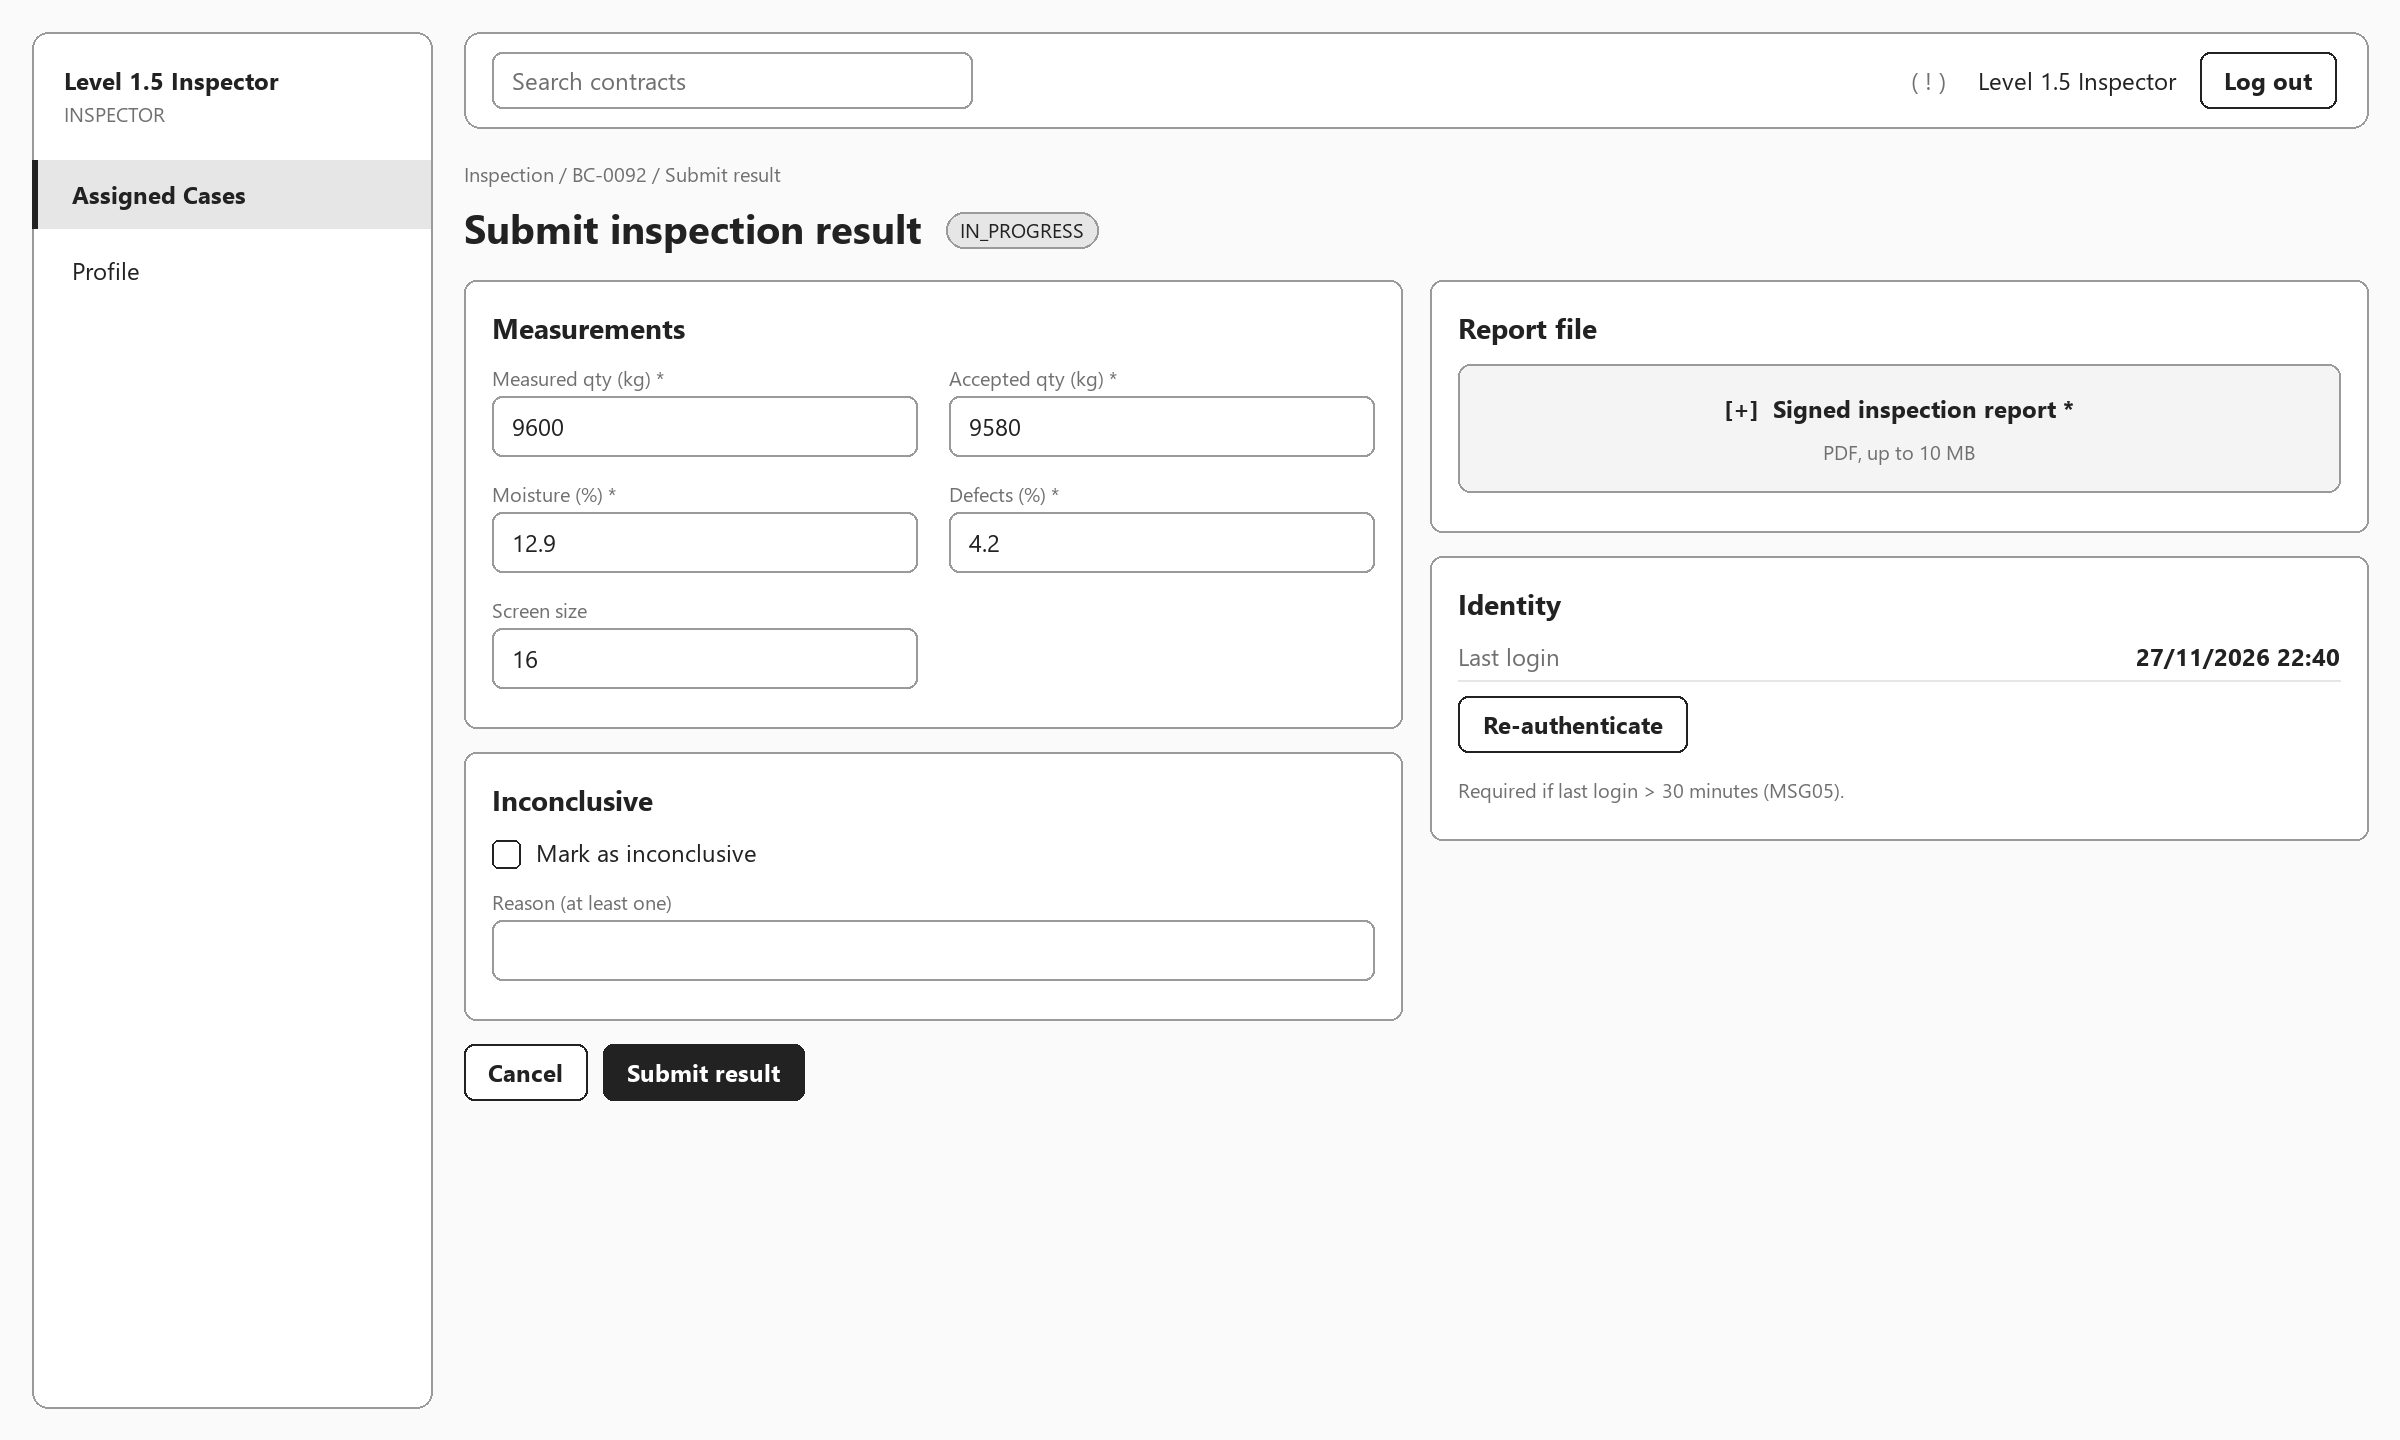 Level 1.5 Inspector
INSPECTOR
Assigned Cases
Profile
Search contracts
( ! )
Level 1.5 Inspector
Log out
Inspection / BC-0092 / Submit result
Submit inspection result
IN_PROGRESS
Measurements
Measured qty (kg) *
Accepted qty (kg) *
9600
9580
Moisture (%) *
Defects (%) *
12.9
4.2
Screen size
16
Inconclusive
Mark as inconclusive
Reason (at least one)
Cancel
Submit result
Report file
[+] Signed inspection report *
PDF, up to 10 MB
Identity
Last login
27/11/2026 22:40
Re-authenticate
Required if last login > 30 minutes (MSG05).